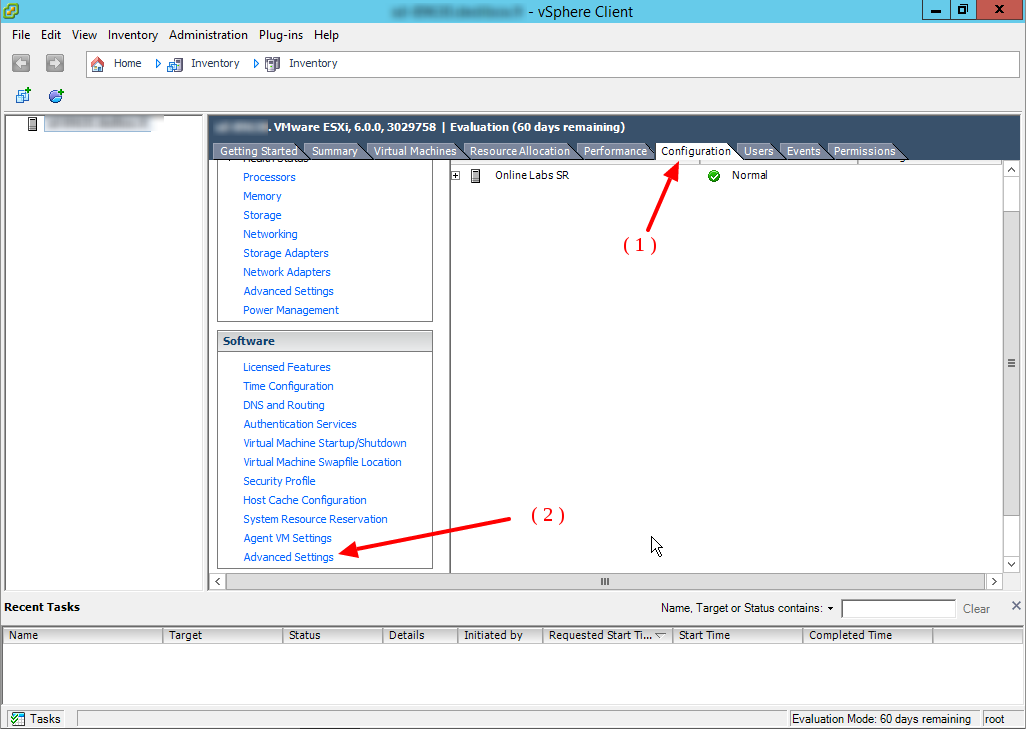 - vSphere Client
File Edit View Inventory Administration Plug-ins Help
Home Inventory Inventory
. VMware ESXi, 6.0.0, 3029758 | Evaluation (60 days remaining)
Getting Started Summary Virtual Machines Resource Allocation Performance Configuration Users Events Permissions
Health Status
Processors
Memory
Storage
Networking
Storage Adapters
Network Adapters
Advanced Settings
Power Management
Online Labs SR Normal
( 1 )
Software
Licensed Features
Time Configuration
DNS and Routing
Authentication Services
Virtual Machine Startup/Shutdown
Virtual Machine Swapfile Location
Security Profile
Host Cache Configuration
System Resource Reservation
Agent VM Settings
Advanced Settings
( 2 )
Recent Tasks Name, Target or Status contains: Clear
Name Target Status Details Initiated by Requested Start Ti... Start Time Completed Time
Tasks Evaluation Mode: 60 days remaining root